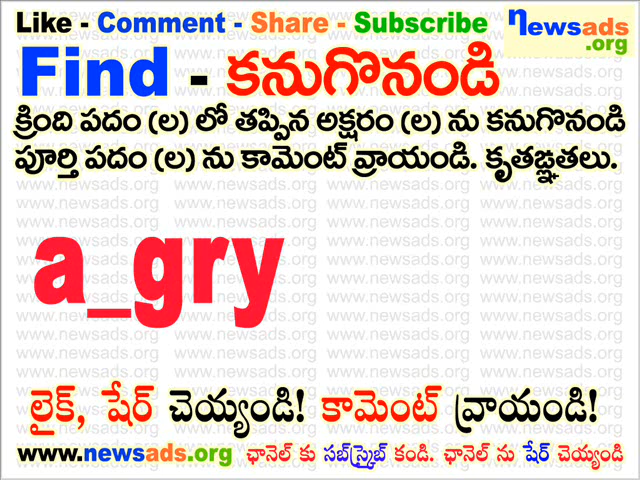 Like - Comment - Share - Subscribe
newsads
.org
Find - కనుగొనండి
క్రింది పదం (ల) లో తప్పిన అక్షరం (ల) ను కనుగొనండి
పూర్తి పదం (ల) ను కామెంట్ వ్రాయండి. కృతఙ్ఞతలు.
a_gry
లైక్, షేర్ చెయ్యండి! కామెంట్ వ్రాయండి!
www.newsads.org ఛానెల్ కు సబ్‌స్క్రైబ్ కండి. ఛానెల్ ను షేర్ చెయ్యండి